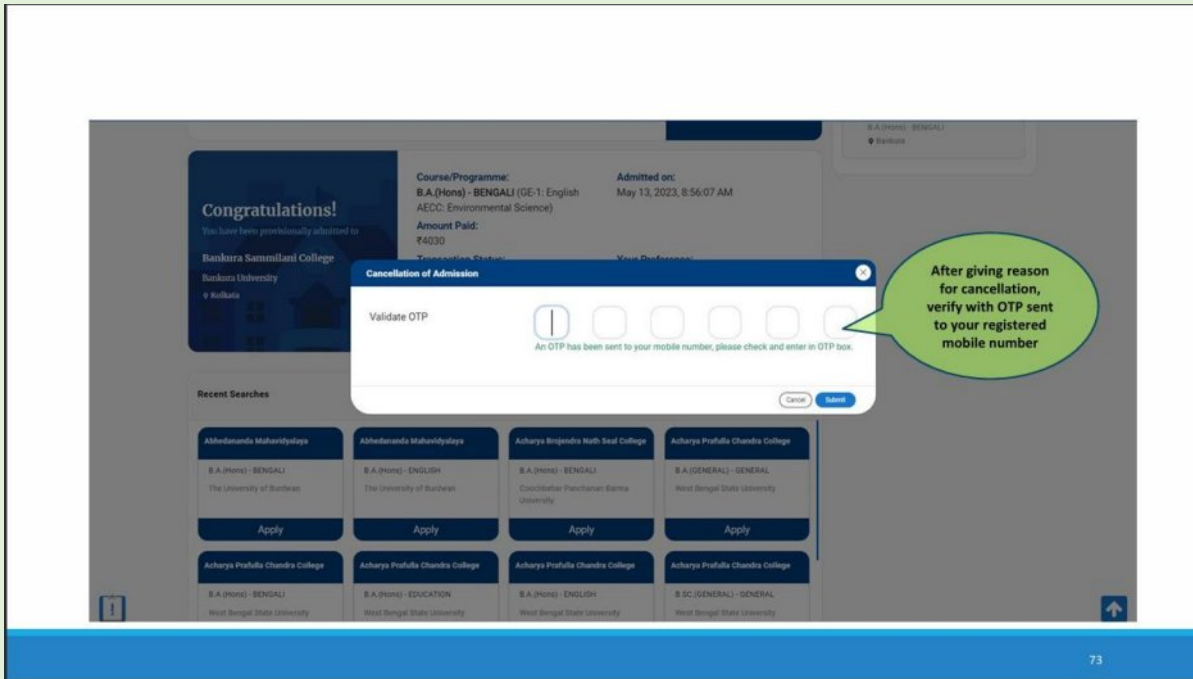 B.A.(Hons) - BENGALI
Bankura
Congratulations!
You have been provisionally admitted to
Bankura Sammilani College
Bankura University
Kolkata
Course/Programme:
B.A.(Hons) - BENGALI (GE-1: English
AECC: Environmental Science)
Amount Paid:
₹4030
Transaction Status:
Admitted on:
May 13, 2023, 8:56:07 AM
Your Preference:
Cancellation of Admission
Validate OTP
An OTP has been sent to your mobile number, please check and enter in OTP box.
Cancel
Submit
After giving reason
for cancellation,
verify with OTP sent
to your registered
mobile number
Recent Searches
Abhedananda Mahavidyalaya
B.A.(Hons) - BENGALI
The University of Burdwan
Apply
Abhedananda Mahavidyalaya
B.A.(Hons) - ENGLISH
The University of Burdwan
Apply
Acharya Brojendra Nath Seal College
B.A.(Hons) - BENGALI
Coochbehar Panchanan Barma
University
Apply
Acharya Prafulla Chandra College
B.A.(GENERAL) - GENERAL
West Bengal State University
Apply
Acharya Prafulla Chandra College
B.A.(Hons) - BENGALI
West Bengal State University
Acharya Prafulla Chandra College
B.A.(Hons) - EDUCATION
West Bengal State University
Acharya Prafulla Chandra College
B.A.(Hons) - ENGLISH
West Bengal State University
Acharya Prafulla Chandra College
B.SC.(GENERAL) - GENERAL
West Bengal State University
73